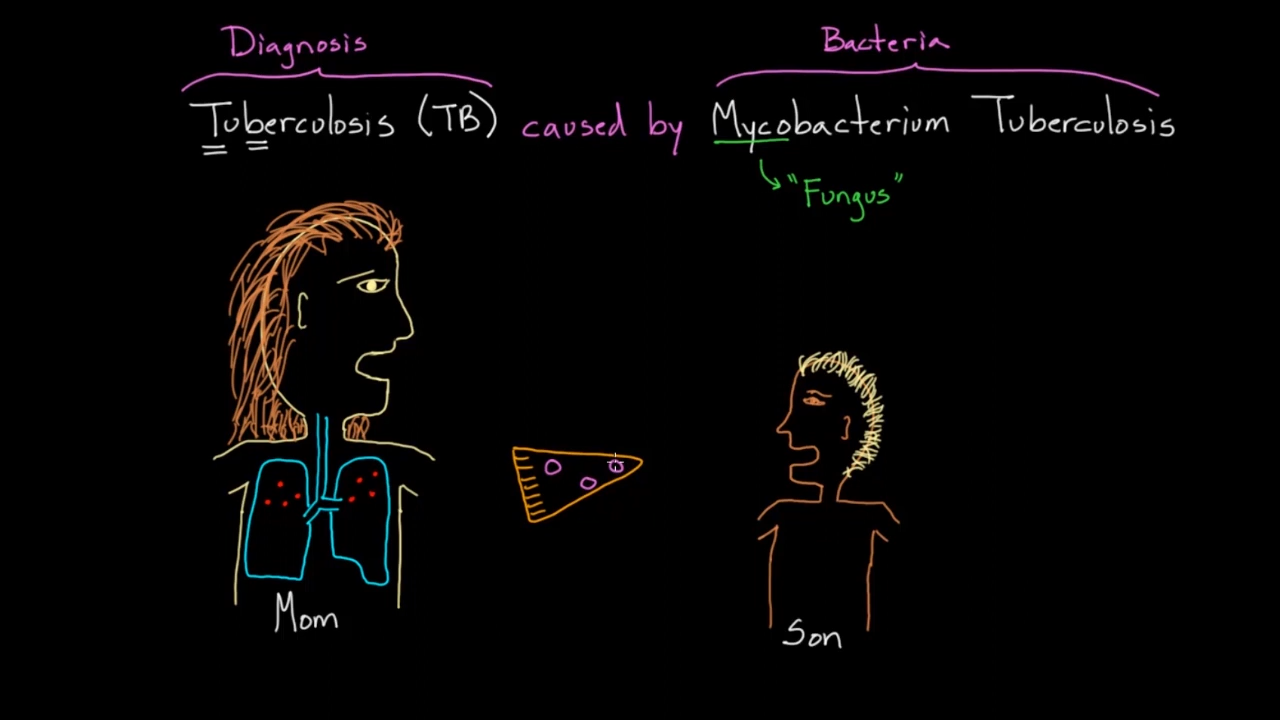 Diagnosis Bacteria
Tuberculosis (TB) caused by Mycobacterium Tuberculosis
"Fungus"
Mom
Son